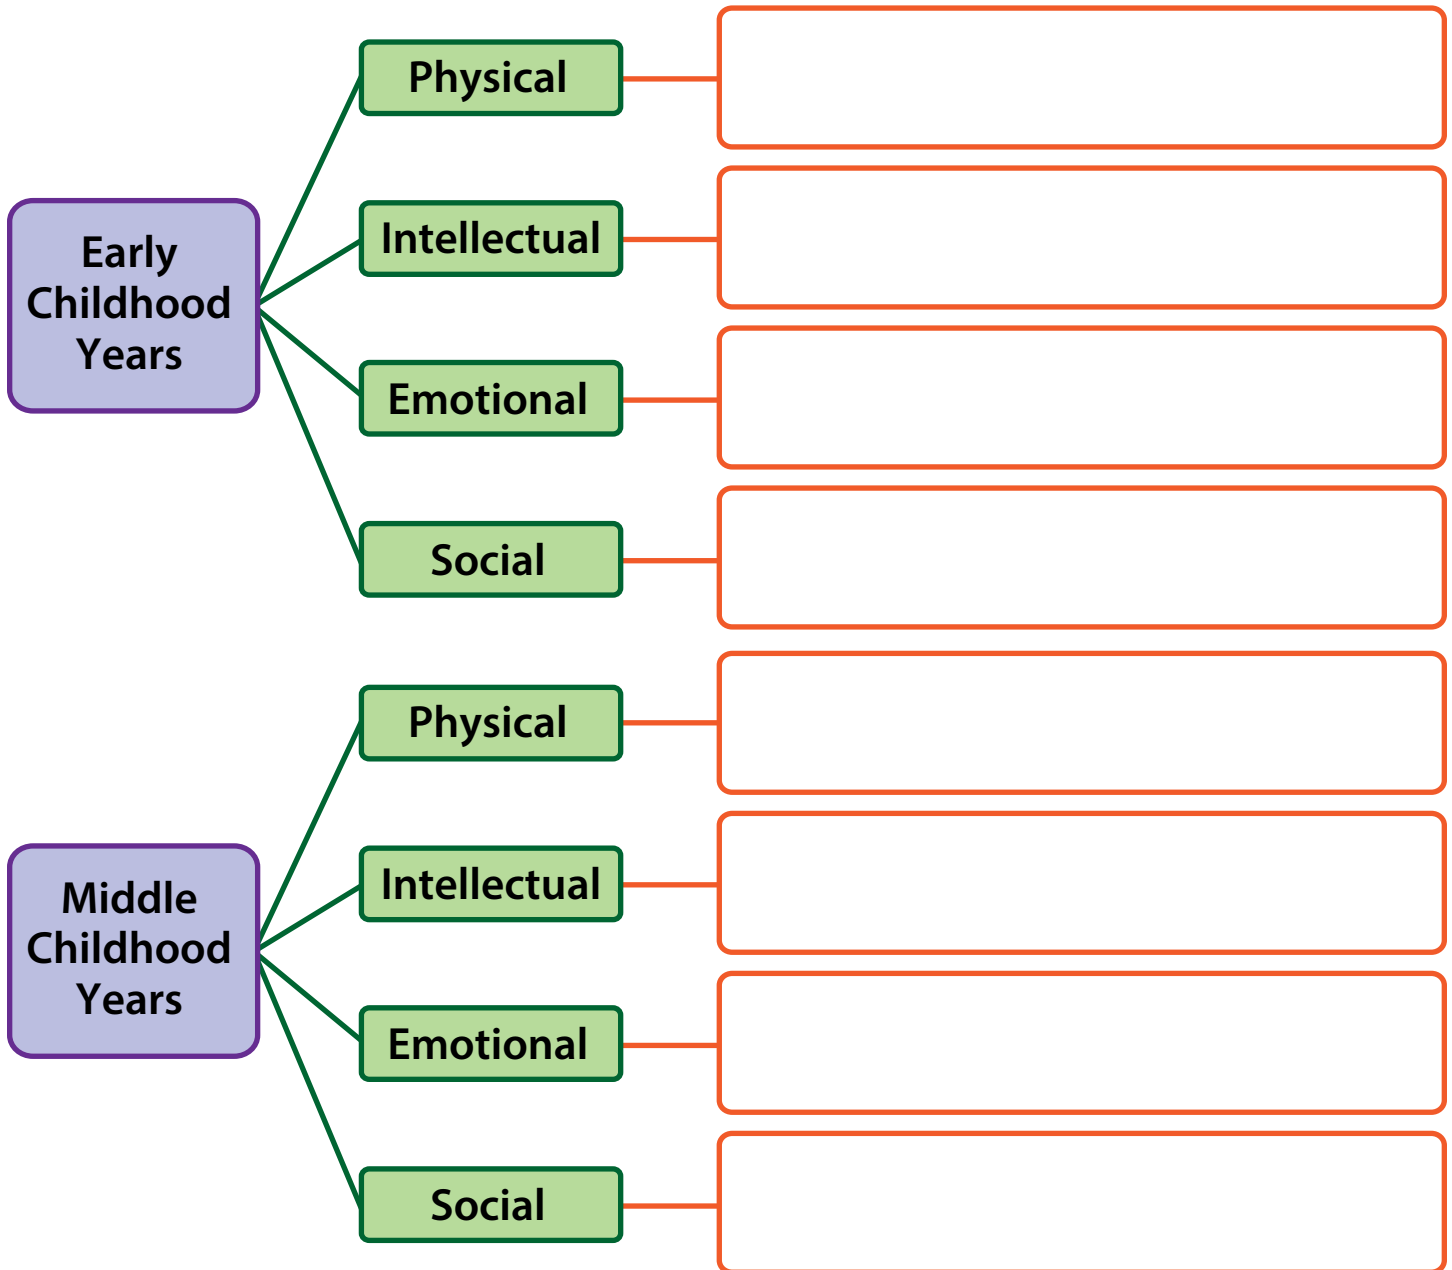 Early
Childhood
Years
Physical
Intellectual
Emotional
Social
Middle
Childhood
Years
Physical
Intellectual
Emotional
Social